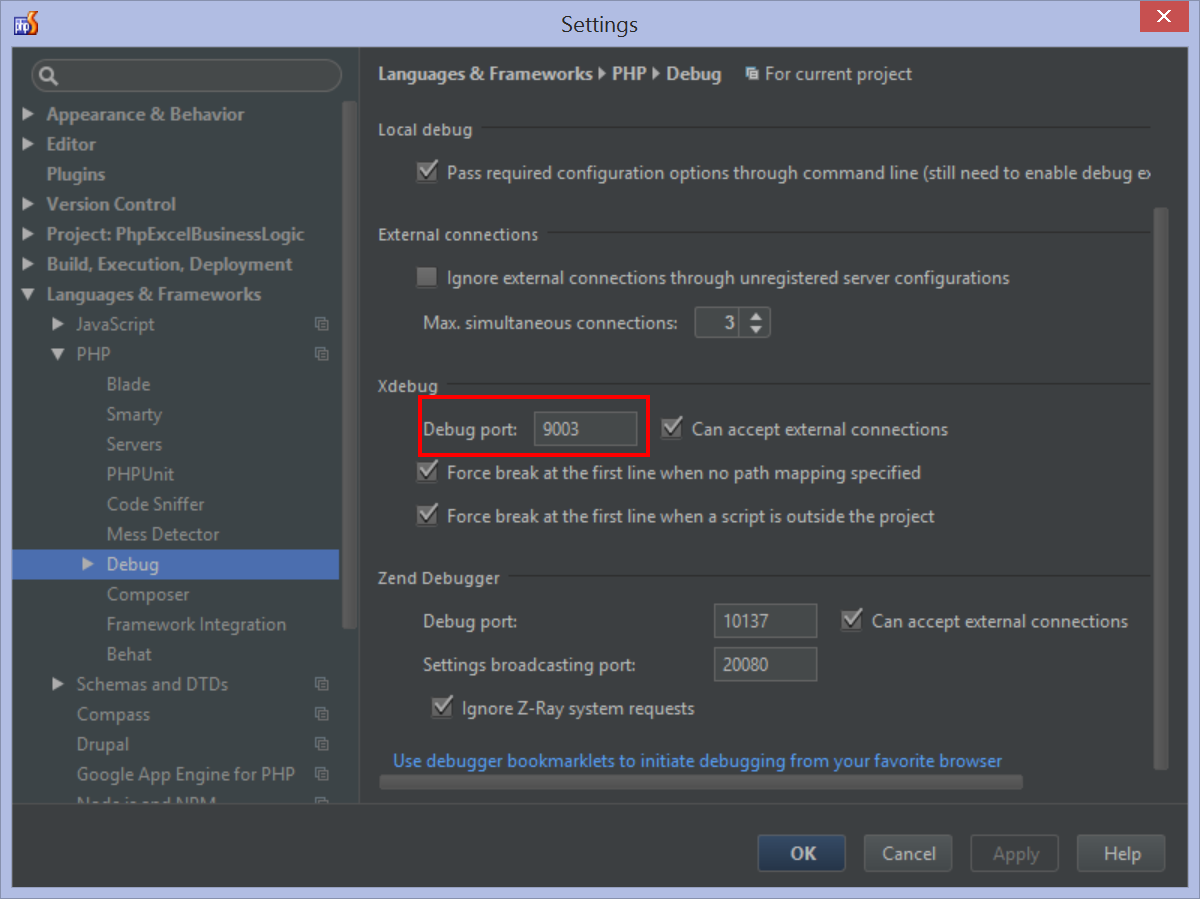 Settings
Languages & Frameworks PHP Debug For current project
Appearance & Behavior
Editor
Plugins
Version Control
Project: PhpExcelBusinessLogic
Build, Execution, Deployment
Languages & Frameworks
JavaScript
PHP
Blade
Smarty
Servers
PHPUnit
Code Sniffer
Mess Detector
Debug
Composer
Framework Integration
Behat
Schemas and DTDs
Compass
Drupal
Google App Engine for PHP
Node.js and NPM
Local debug
Pass required configuration options through command line (still need to enable debug ex
External connections
Ignore external connections through unregistered server configurations
Max. simultaneous connections: 3
Xdebug
Debug port: 9003 Can accept external connections
Force break at the first line when no path mapping specified
Force break at the first line when a script is outside the project
Zend Debugger
Debug port: 10137 Can accept external connections
Settings broadcasting port: 20080
Ignore Z-Ray system requests
Use debugger bookmarklets to initiate debugging from your favorite browser
OK Cancel Apply Help